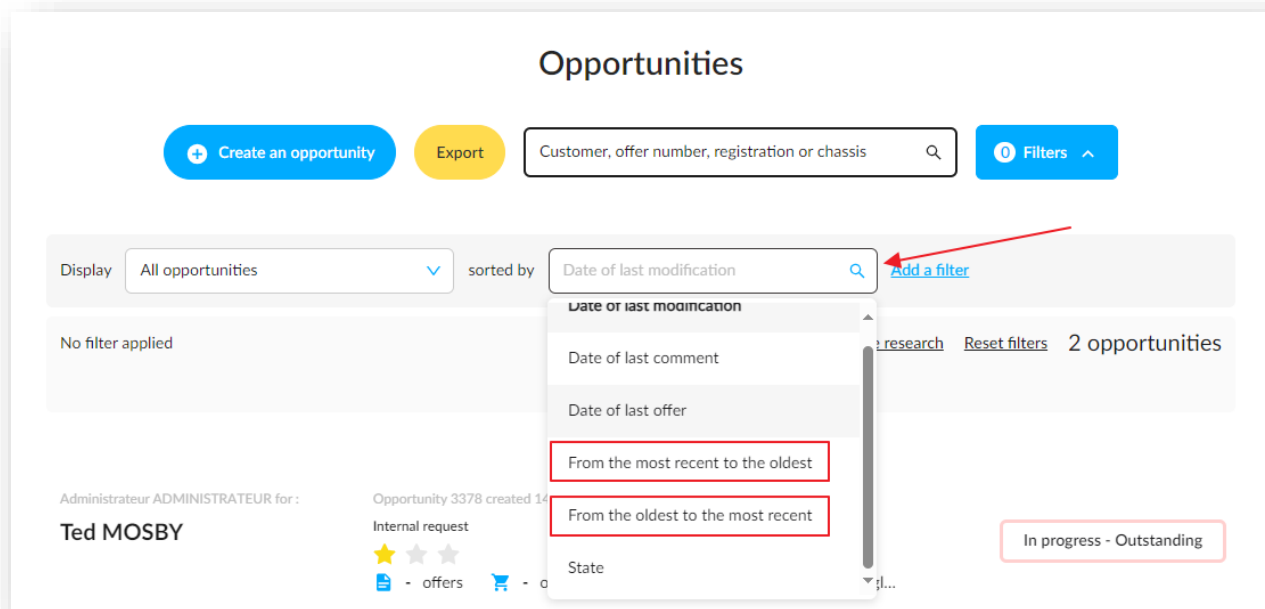 Opportunities
Create an opportunity
Export
Customer, offer number, registration or chassis
0 Filters
Display All opportunities sorted by Date of last modification Add a filter
Date of last modification
No filter applied
research Reset filters 2 opportunities
Date of last comment
Date of last offer
From the most recent to the oldest
From the oldest to the most recent
State
Administrateur ADMINISTRATEUR for :
Ted MOSBY
Opportunity 3378 created 14
Internal request
- offers - o
In progress - Outstanding